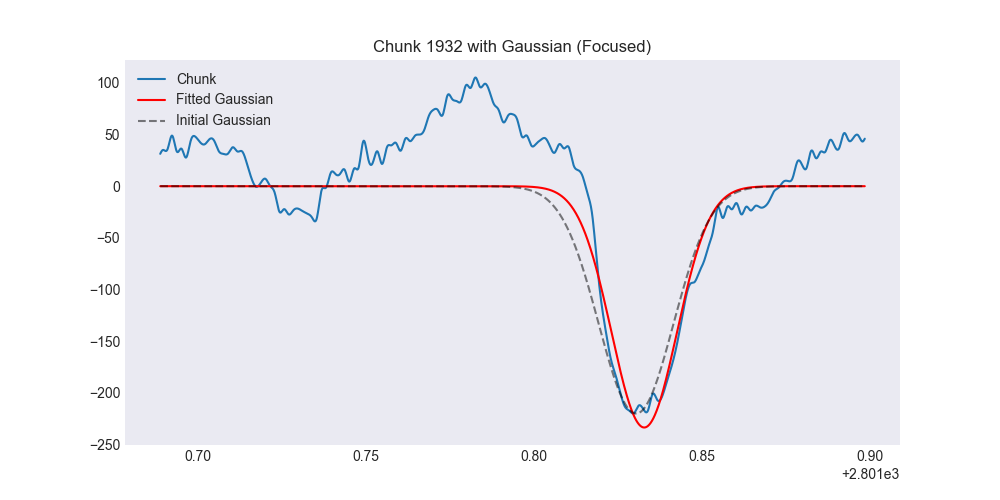 Chunk 1932 with Gaussian (Focused)
Chunk
Fitted Gaussian
Initial Gaussian
100
50
0
−50
−100
−150
−200
−250
0.70 0.75 0.80 0.85 0.90
+2.801e3